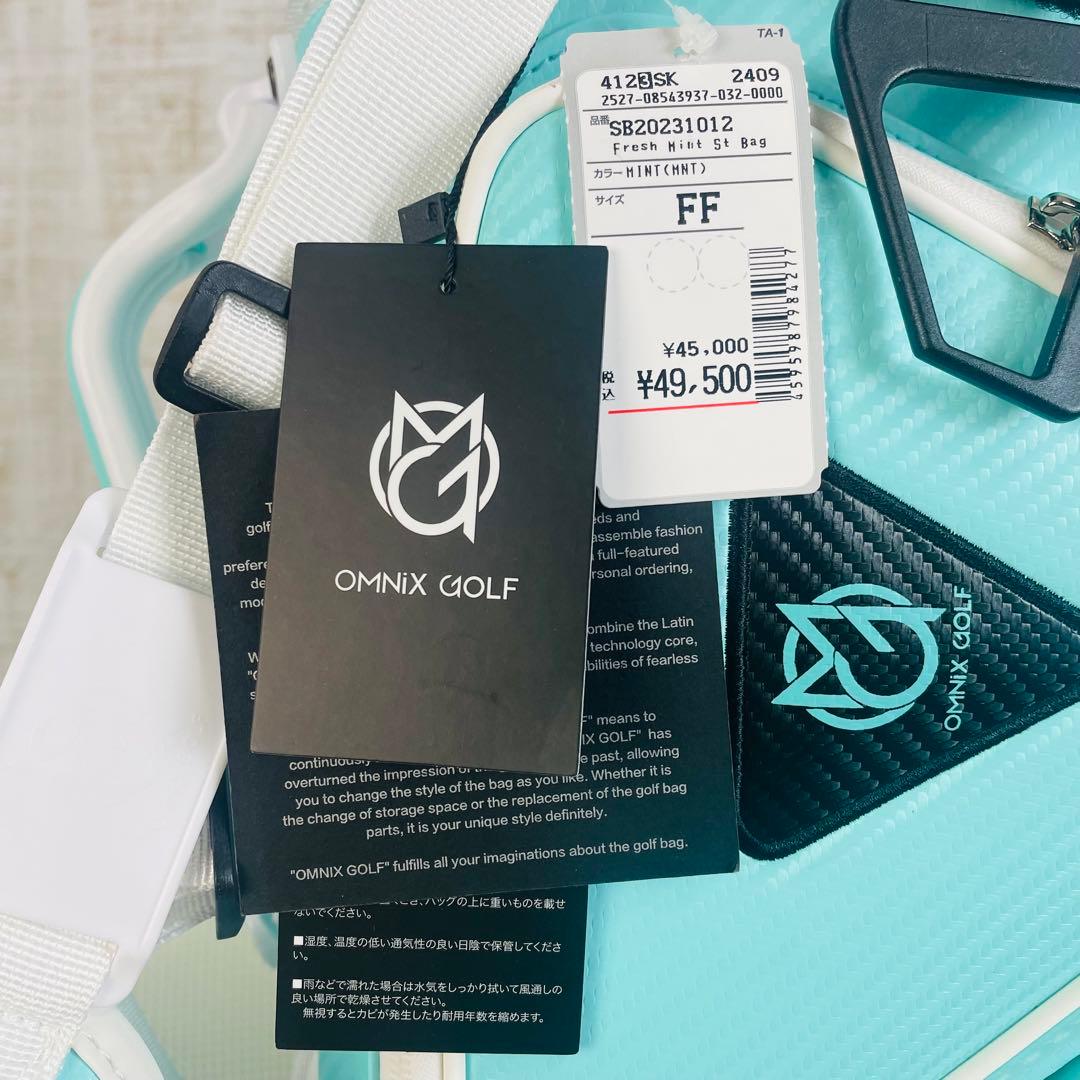 TA-1
4123SK 2409
2527-08543937-032-0000
品番 SB20231012
Fresh Mint St Bag
カラー MINT(MNT)
サイズ
FF
¥45,000
税込 ¥49,500
OMNiX GOLF
golf
eds and
assemble fashion
prefere
full-featured
de
ersonal ordering,
mod
ombine the Latin
technology core,
bilities of fearless
" means to
IX GOLF" has
continuously
e past, allowing
overturned the impression of
you to change the style of the bag as you like. Whether it is
the change of storage space or the replacement of the golf bag
parts, it is your unique style definitely.
"OMNIX GOLF" fulfills all your imaginations about the golf bag.
バッグの上に重いものを載せ
ないでください。
■湿度、温度の低い通気性の良い日陰で保管してくださ
い。
■雨などで濡れた場合は水気をしっかり拭いて風通しの
良い場所で乾燥させてください。
無視するとカビが発生したり耐用年数を縮めます。
OMNiX GOLF